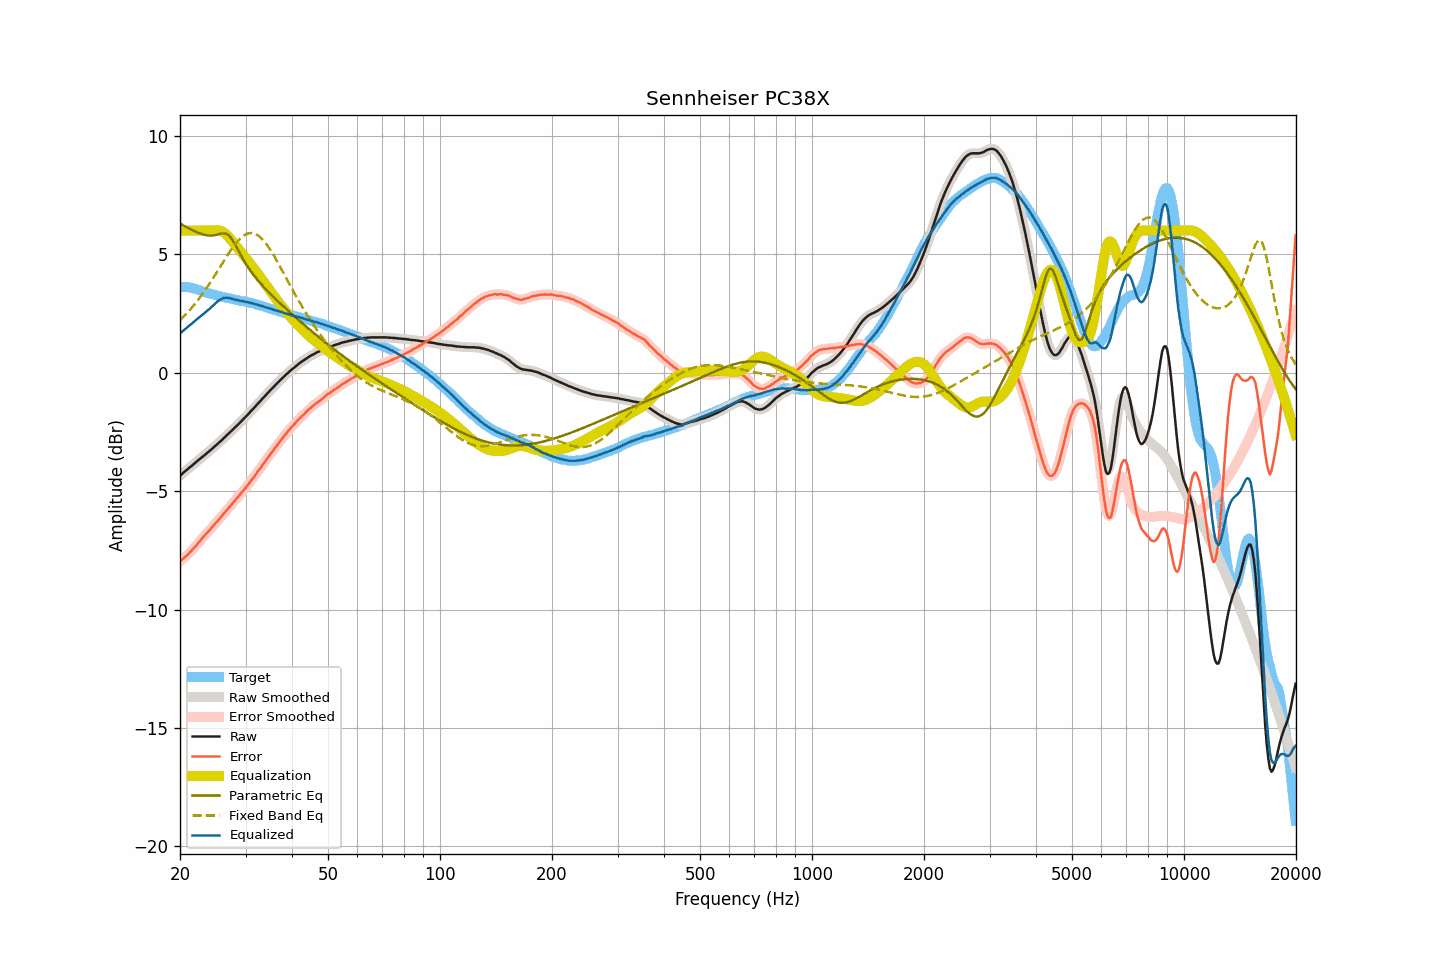 Sennheiser PC38X
Amplitude (dBr)
10
5
0
−5
−10
−15
−20
Target
Raw Smoothed
Error Smoothed
Raw
Error
Equalization
Parametric Eq
Fixed Band Eq
Equalized
20 50 100 200 500 1000 2000 5000 10000 20000
Frequency (Hz)